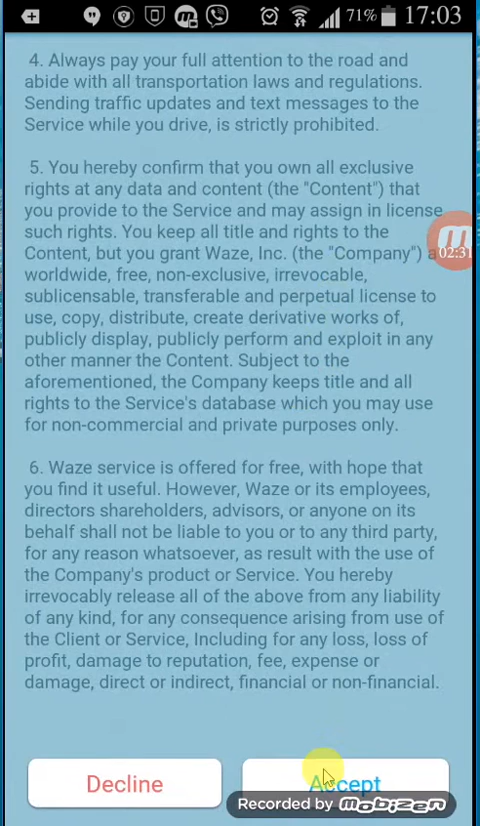 71% 17:03
4. Always pay your full attention to the road and
abide with all transportation laws and regulations.
Sending traffic updates and text messages to the
Service while you drive, is strictly prohibited.
5. You hereby confirm that you own all exclusive
rights at any data and content (the "Content") that
you provide to the Service and may assign in license
such rights. You keep all title and rights to the
Content, but you grant Waze, Inc. (the "Company") a
02:31
worldwide, free, non-exclusive, irrevocable,
sublicensable, transferable and perpetual license to
use, copy, distribute, create derivative works of,
publicly display, publicly perform and exploit in any
other manner the Content. Subject to the
aforementioned, the Company keeps title and all
rights to the Service's database which you may use
for non-commercial and private purposes only.
6. Waze service is offered for free, with hope that
you find it useful. However, Waze or its employees,
directors shareholders, advisors, or anyone on its
behalf shall not be liable to you or to any third party,
for any reason whatsoever, as result with the use of
the Company's product or Service. You hereby
irrevocably release all of the above from any liability
of any kind, for any consequence arising from use of
the Client or Service, Including for any loss, loss of
profit, damage to reputation, fee, expense or
damage, direct or indirect, financial or non-financial.
Decline
Accept
Recorded by mobizen